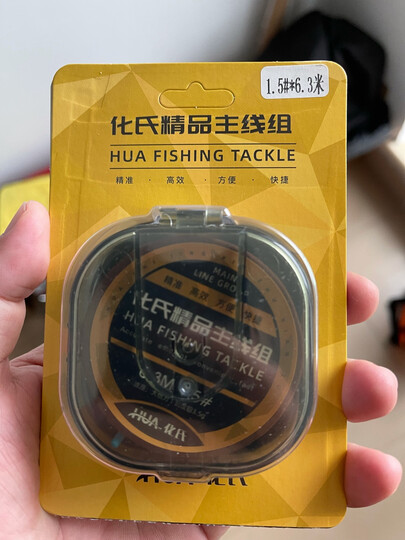 1.5#*6.3米
化氏精品主线组
HUA FISHING TACKLE
精准 · 高效 · 方便 · 快捷
MAIN
LINE GROUP
精准 高效 方便 快捷
化氏精品主线组
HUA FISHING TACKLE
HUA·化氏